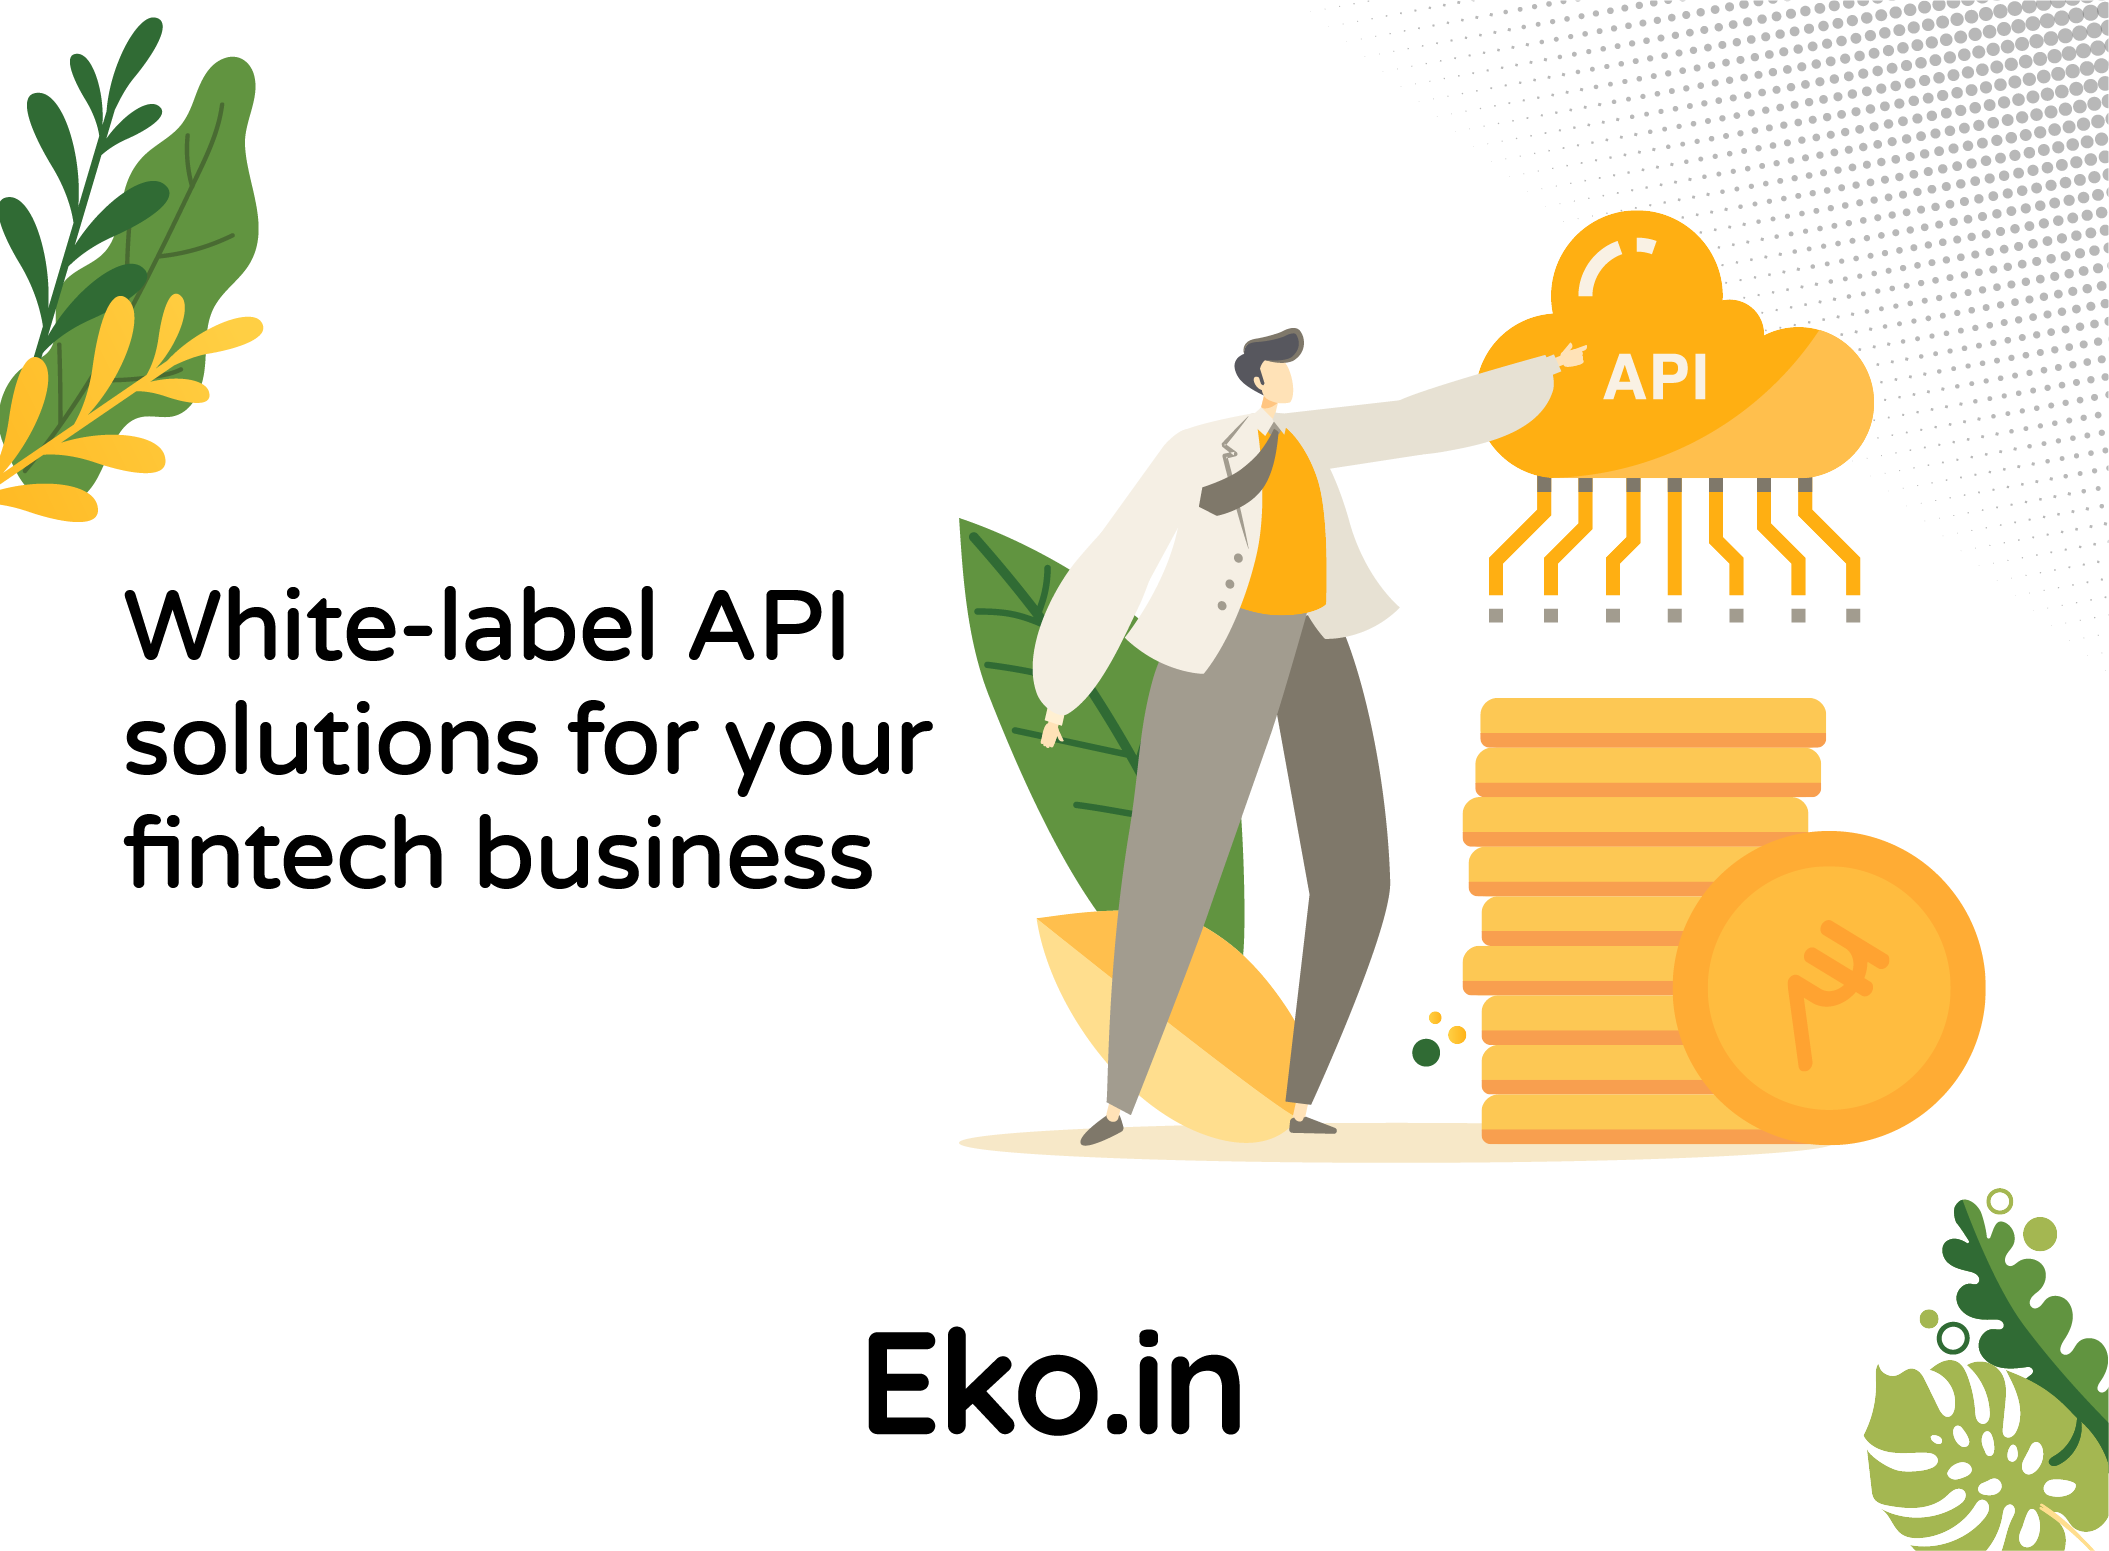 API
White-label API
solutions for your
fintech business
₹
Eko.in